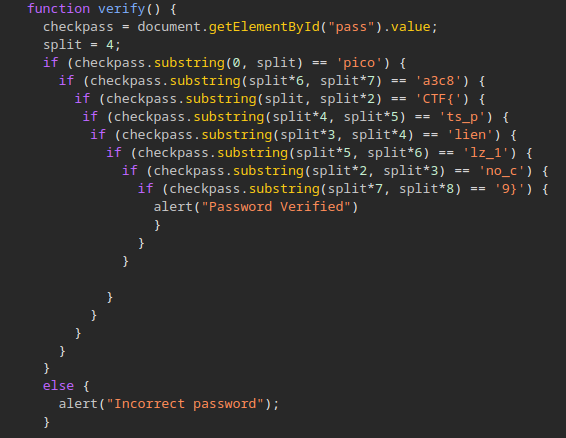 function verify() {
checkpass = document.getElementById("pass").value;
split = 4;
if (checkpass.substring(0, split) == 'pico') {
if (checkpass.substring(split*6, split*7) == 'a3c8') {
if (checkpass.substring(split, split*2) == 'CTF{') {
if (checkpass.substring(split*4, split*5) == 'ts_p') {
if (checkpass.substring(split*3, split*4) == 'lien') {
if (checkpass.substring(split*5, split*6) == 'lz_1') {
if (checkpass.substring(split*2, split*3) == 'no_c') {
if (checkpass.substring(split*7, split*8) == '9}') {
alert("Password Verified")
}
}
}
}
}
}
}
}
else {
alert("Incorrect password");
}